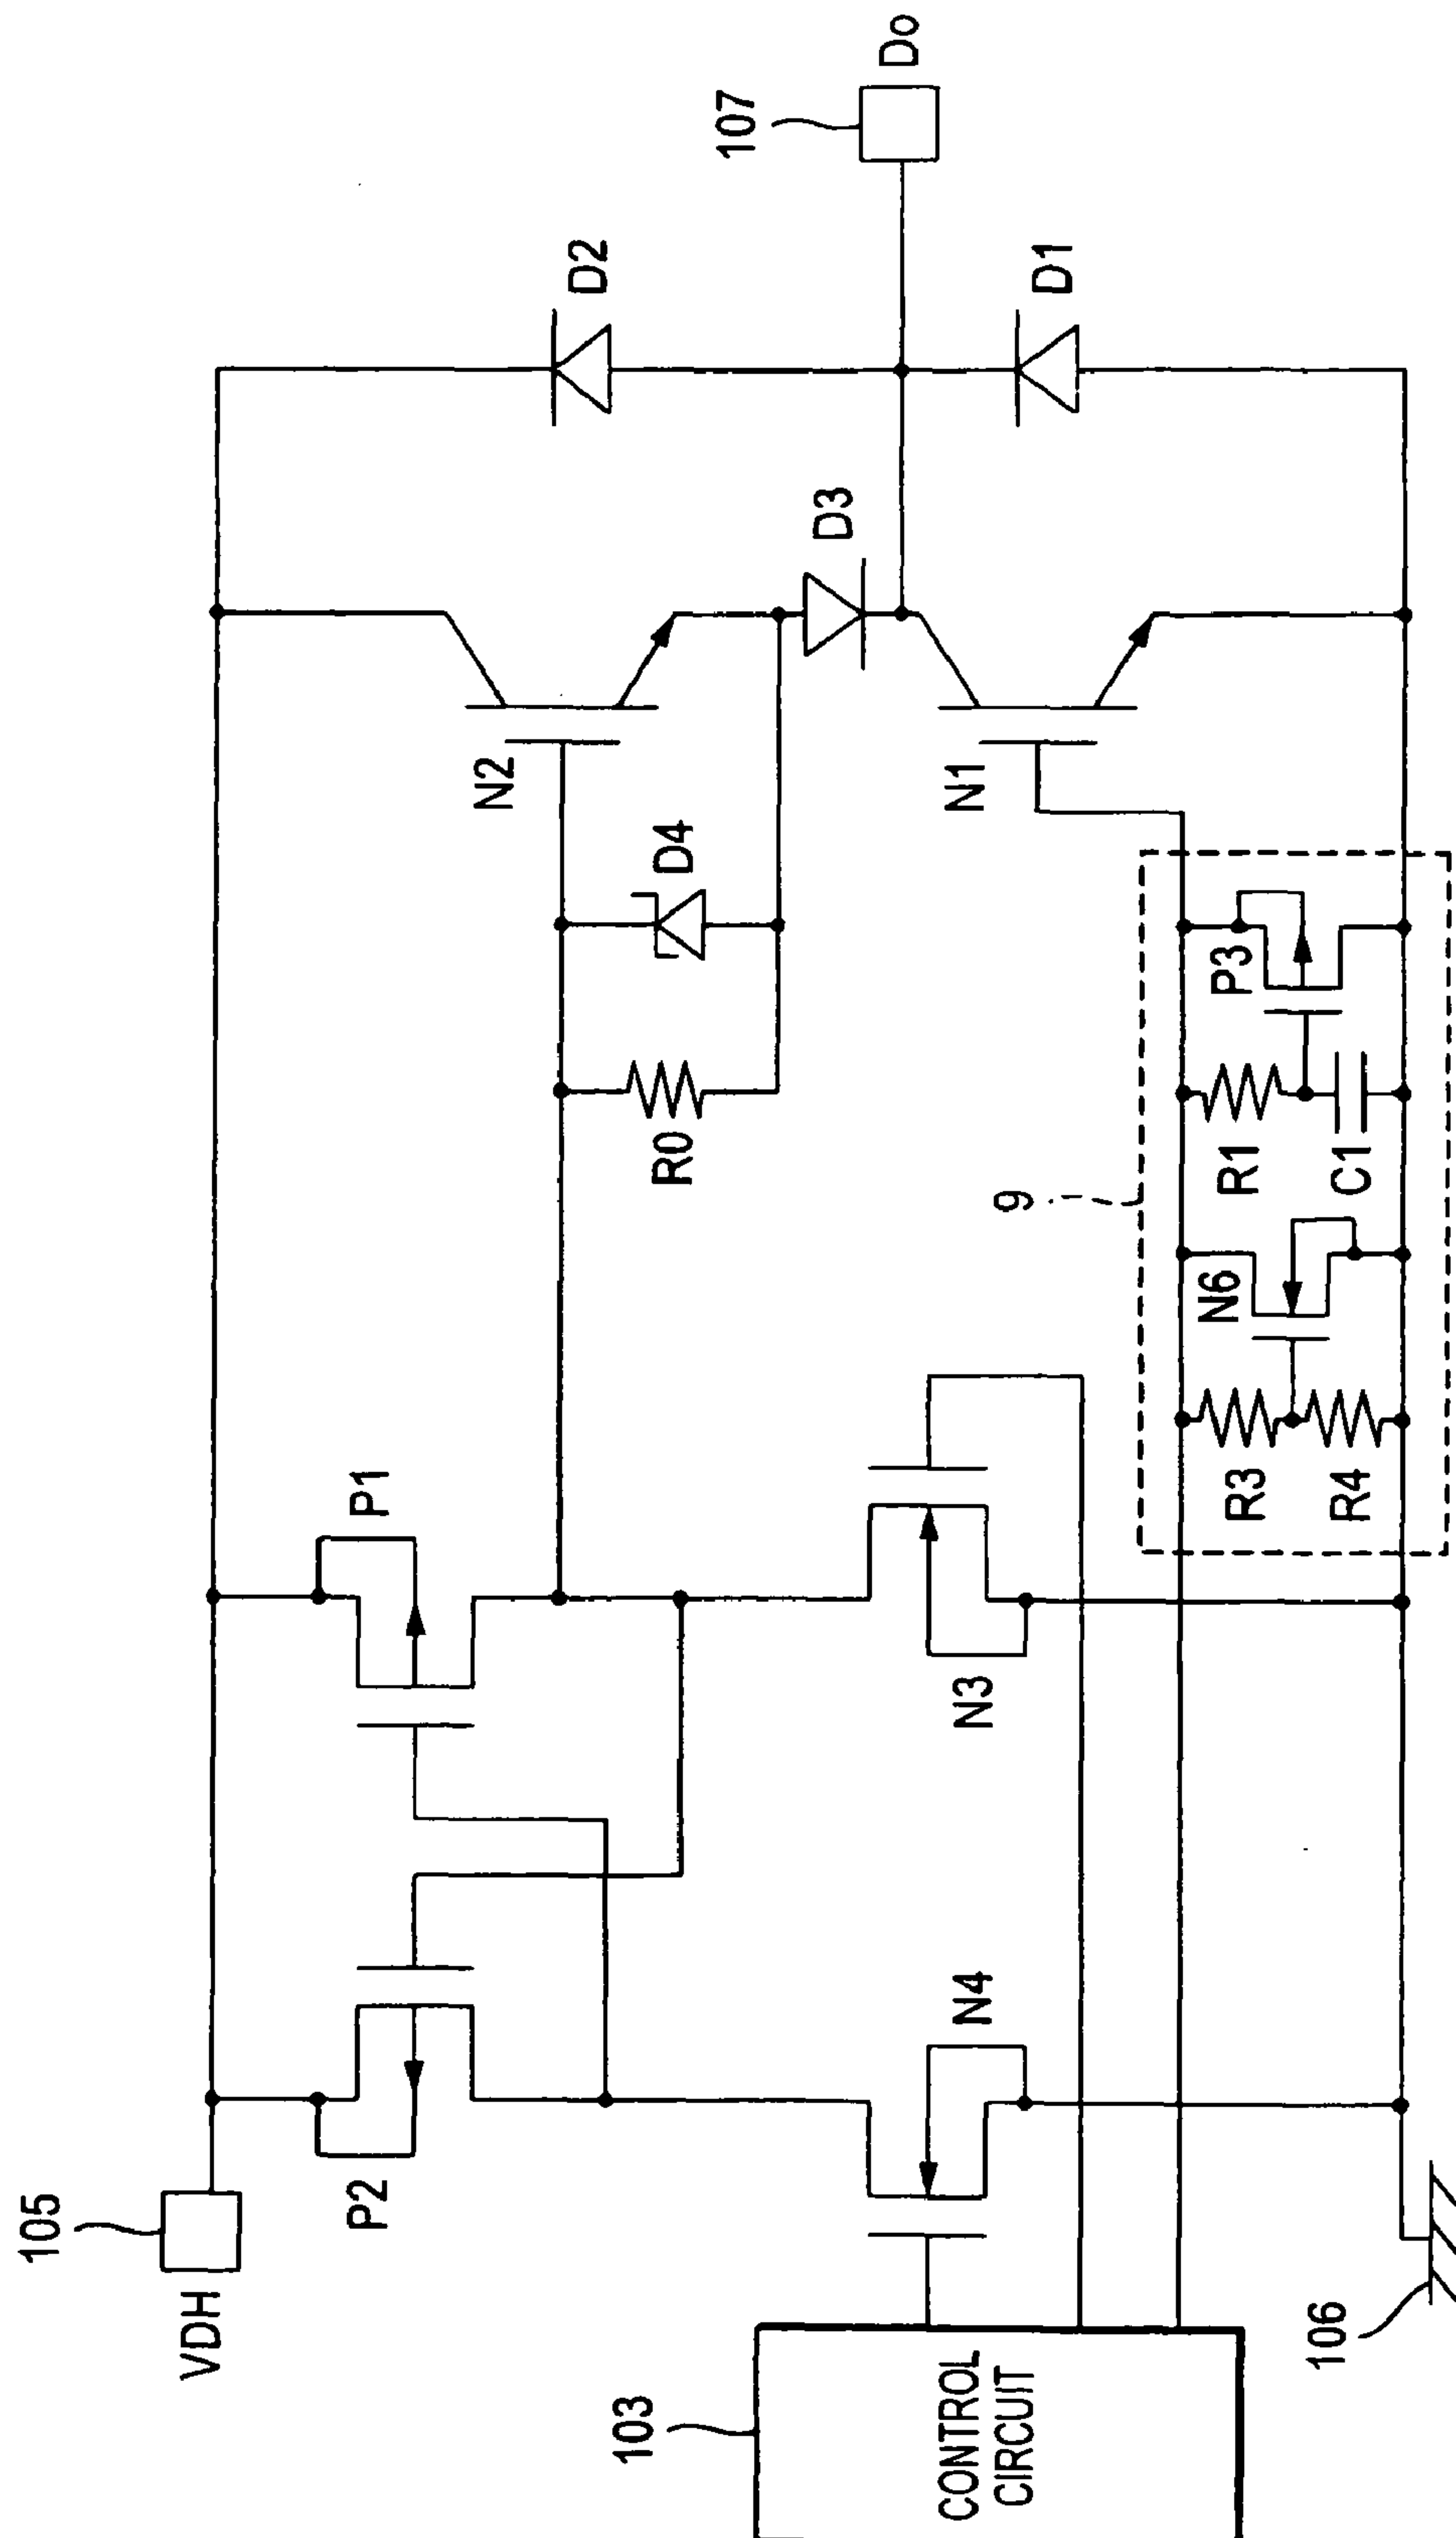 105
VDH
P2
P1
N2
D2
D4
R0
D3
107
Do
D1
103
CONTROL
CIRCUIT
N4
N3
N1
9
N6
P3
R3
R4
R1
C1
106